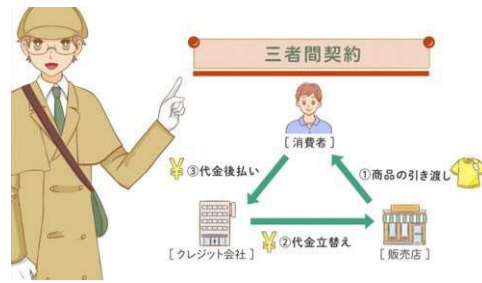 三者間契約
[消費者]
¥③代金後払い
①商品の引き渡し
[クレジット会社]
¥②代金立替え
[販売店]